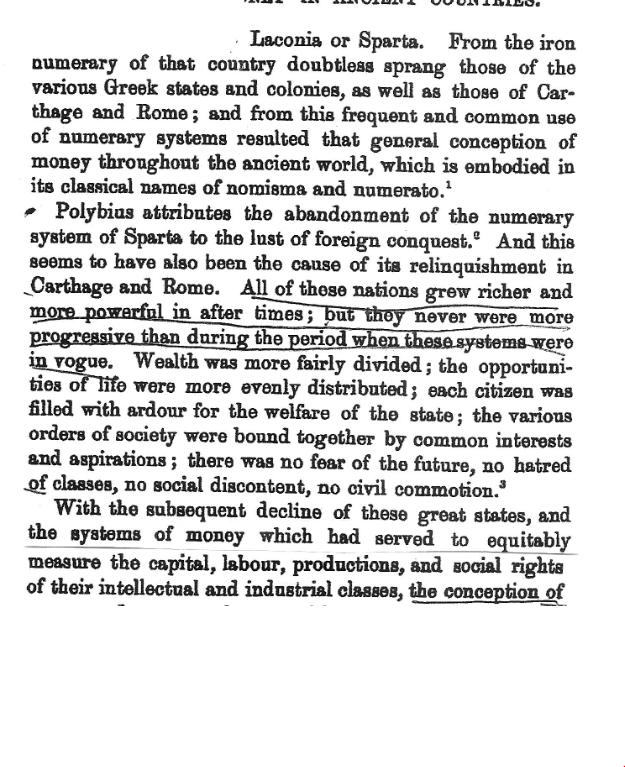 IN ANCIENT COUNTRIES.
Laconia or Sparta. From the iron
numerary of that country doubtless sprang those of the
various Greek states and colonies, as well as those of Car-
thage and Rome; and from this frequent and common use
of numerary systems resulted that general conception of
money throughout the ancient world, which is embodied in
its classical names of nomisma and numerato.¹
Polybius attributes the abandonment of the numerary
system of Sparta to the lust of foreign conquest.² And this
seems to have also been the cause of its relinquishment in
Carthage and Rome. All of these nations grew richer and
more powerful in after times; but they never were more
progressive than during the period when these systems were
in vogue. Wealth was more fairly divided; the opportuni-
ties of life were more evenly distributed; each citizen was
filled with ardour for the welfare of the state; the various
orders of society were bound together by common interests
and aspirations; there was no fear of the future, no hatred
of classes, no social discontent, no civil commotion.³
With the subsequent decline of these great states, and
the systems of money which had served to equitably
measure the capital, labour, productions, and social rights
of their intellectual and industrial classes, the conception of